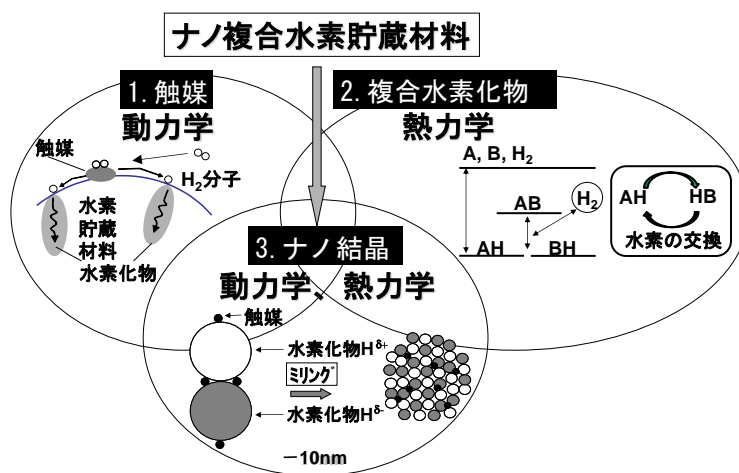 ナノ複合水素貯蔵材料
1. 触媒
動力学
触媒
H₂分子
水素
貯蔵
材料
水素化物
2. 複合水素化物
熱力学
A, B, H₂
AB
H₂
AH
BH
AH
HB
水素の交換
3. ナノ結晶
動力学・熱力学
触媒
水素化物Hᵟ⁺
ミリング
水素化物Hᵟ⁻
－10nm